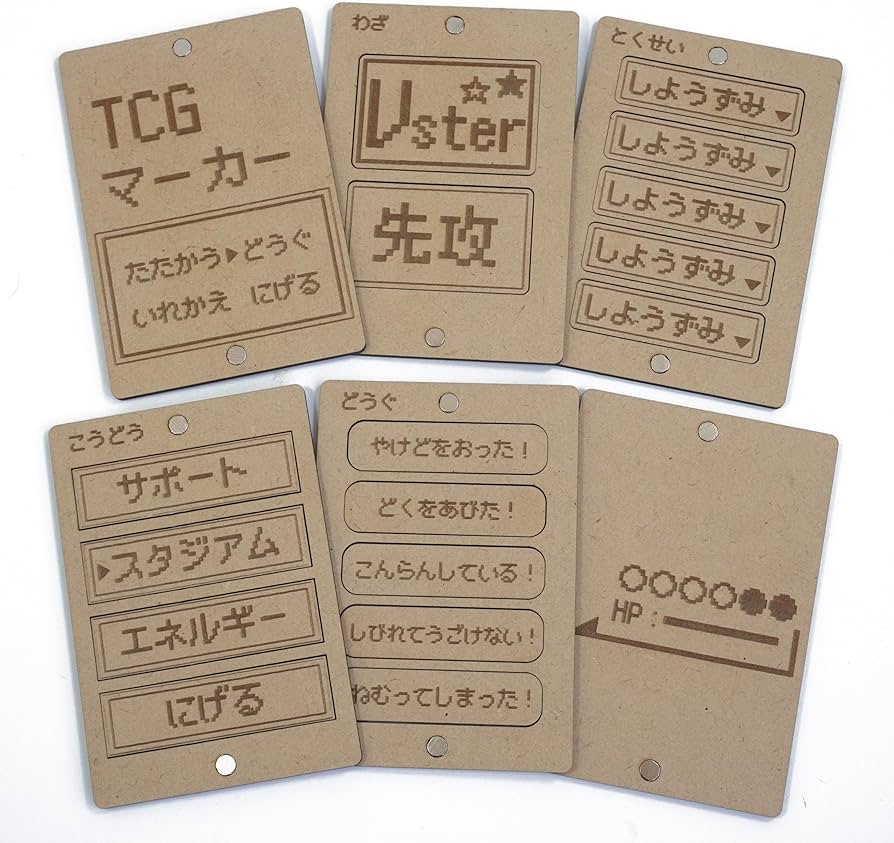 TCG
マーカー
たたかう▶どうぐ
いれかえ にげる
わざ
Vster
先攻
とくせい
しようずみ
しようずみ
しようずみ
しようずみ
しようずみ
こうどう
サポート
▶スタジアム
エネルギー
にげる
どうぐ
やけどをおった!
どくをあびた!
こんらんしている!
しびれてうごけない!
ねむってしまった!
HP: